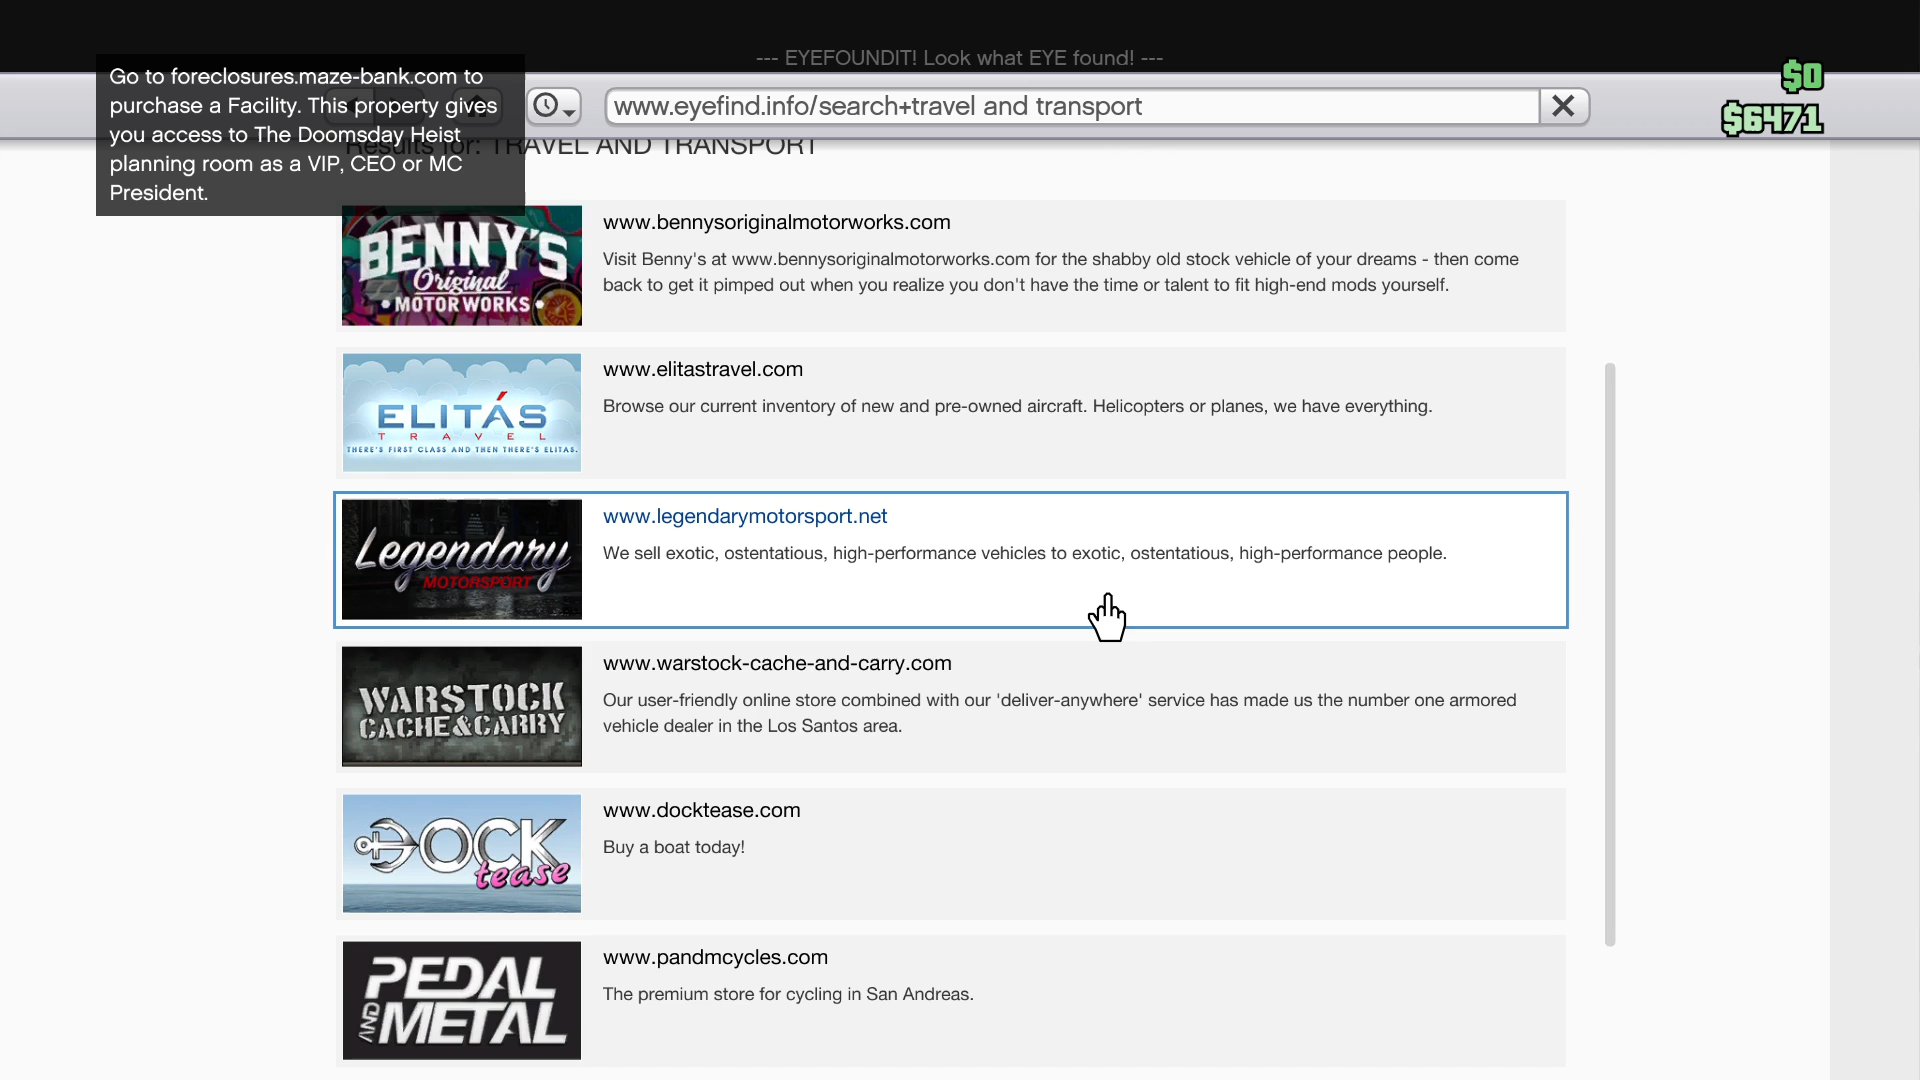 --- EYEFOUNDIT! Look what EYE found! ---
Go to foreclosures.maze-bank.com to
purchase a Facility. This property gives
you access to The Doomsday Heist
planning room as a VIP, CEO or MC
President.
www.eyefind.info/search+travel and transport
$0
$6471
Results for: TRAVEL AND TRANSPORT
BENNY'S
Original
MOTOR WORKS
www.bennysoriginalmotorworks.com
Visit Benny's at www.bennysoriginalmotorworks.com for the shabby old stock vehicle of your dreams - then come
back to get it pimped out when you realize you don't have the time or talent to fit high-end mods yourself.
ELITÁS
TRAVEL
THERE'S FIRST CLASS AND THEN THERE'S ELITAS.
www.elitastravel.com
Browse our current inventory of new and pre-owned aircraft. Helicopters or planes, we have everything.
Legendary
MOTORSPORT
www.legendarymotorsport.net
We sell exotic, ostentatious, high-performance vehicles to exotic, ostentatious, high-performance people.
WARSTOCK
CACHE&CARRY
www.warstock-cache-and-carry.com
Our user-friendly online store combined with our 'deliver-anywhere' service has made us the number one armored
vehicle dealer in the Los Santos area.
DOCK
tease
www.docktease.com
Buy a boat today!
PEDAL
AND METAL
www.pandmcycles.com
The premium store for cycling in San Andreas.